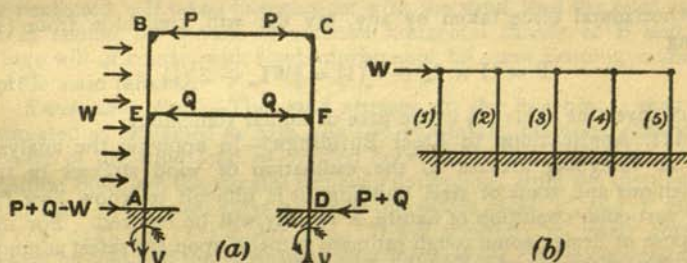 B P P C
W
(1) (2) (3) (4) (5)
E Q Q F
W
A D
P+Q-W P+Q
V (a) V (b)